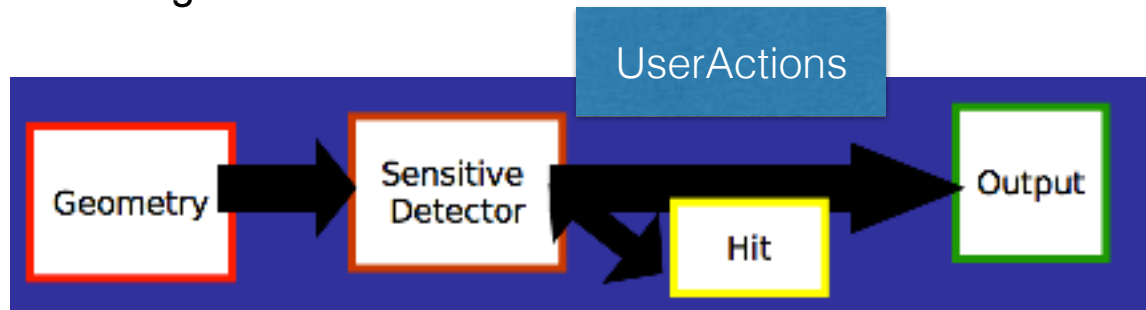 UserActions
Geometry
Sensitive
Detector
Hit
Output